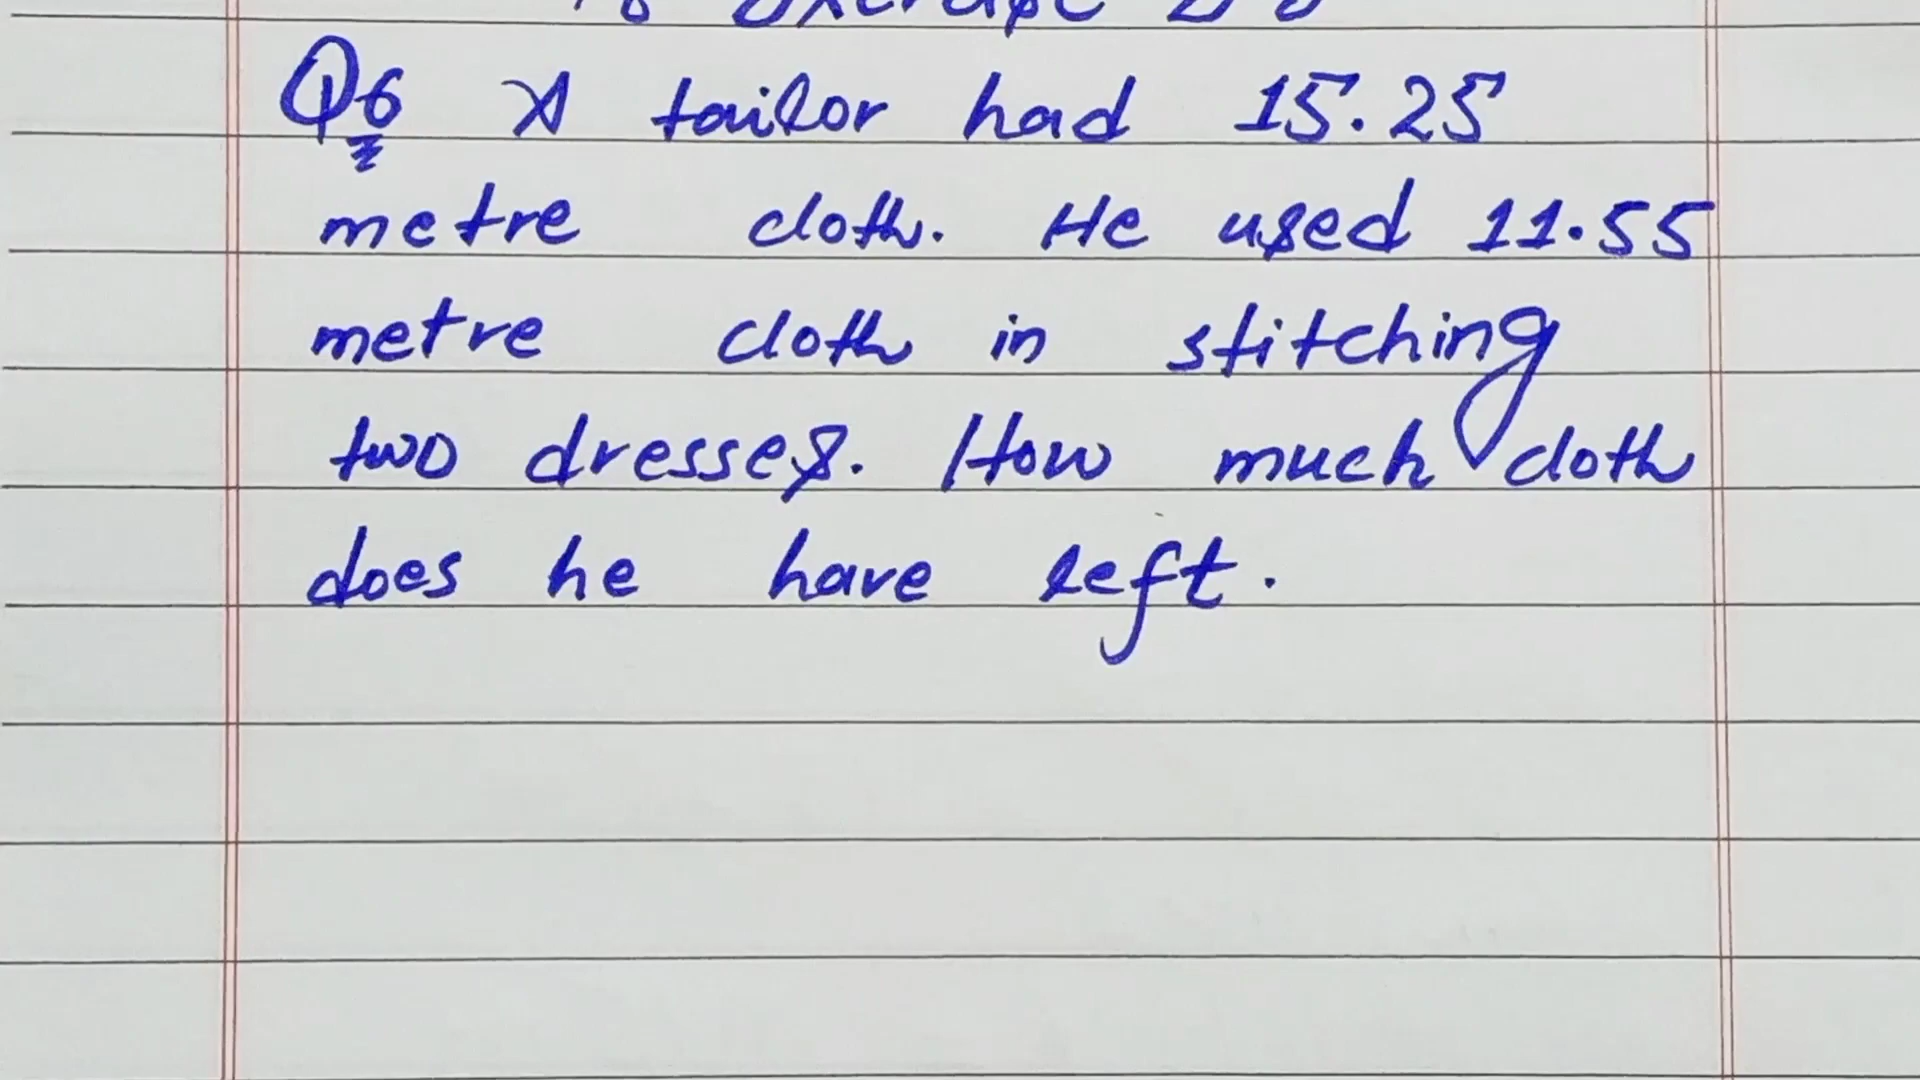 Exercise
Q6 A tailor had 15.25
metre cloth. He used 11.55
metre cloth in stitching
two dresses. How much cloth
does he have left.